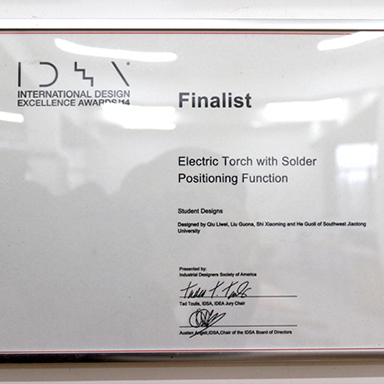 IDEA
INTERNATIONAL DESIGN
EXCELLENCE AWARDS '14
Finalist
Electric Torch with Solder
Positioning Function
Student Designs
Designed by Qiu Liwei, Liu Guona, Shi Xiaoming and He Guoli of Southwest Jiaotong
University
Presented by:
Industrial Designers Society of America
Tad Toulis, IDSA, IDEA Jury Chair
Austen Angell, IDSA, Chair of the IDSA Board of Directors